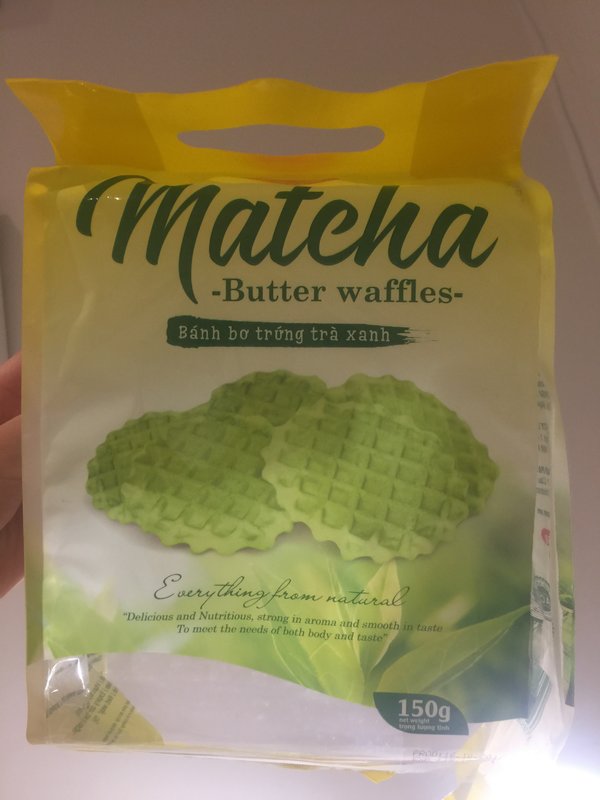 Matcha
-Butter waffles-
Bánh bơ trứng trà xanh
Everything from natural
"Delicious and Nutritious, strong in aroma and smooth in taste
To meet the needs of both body and taste"
150g
net weight
trọng lượng tịnh